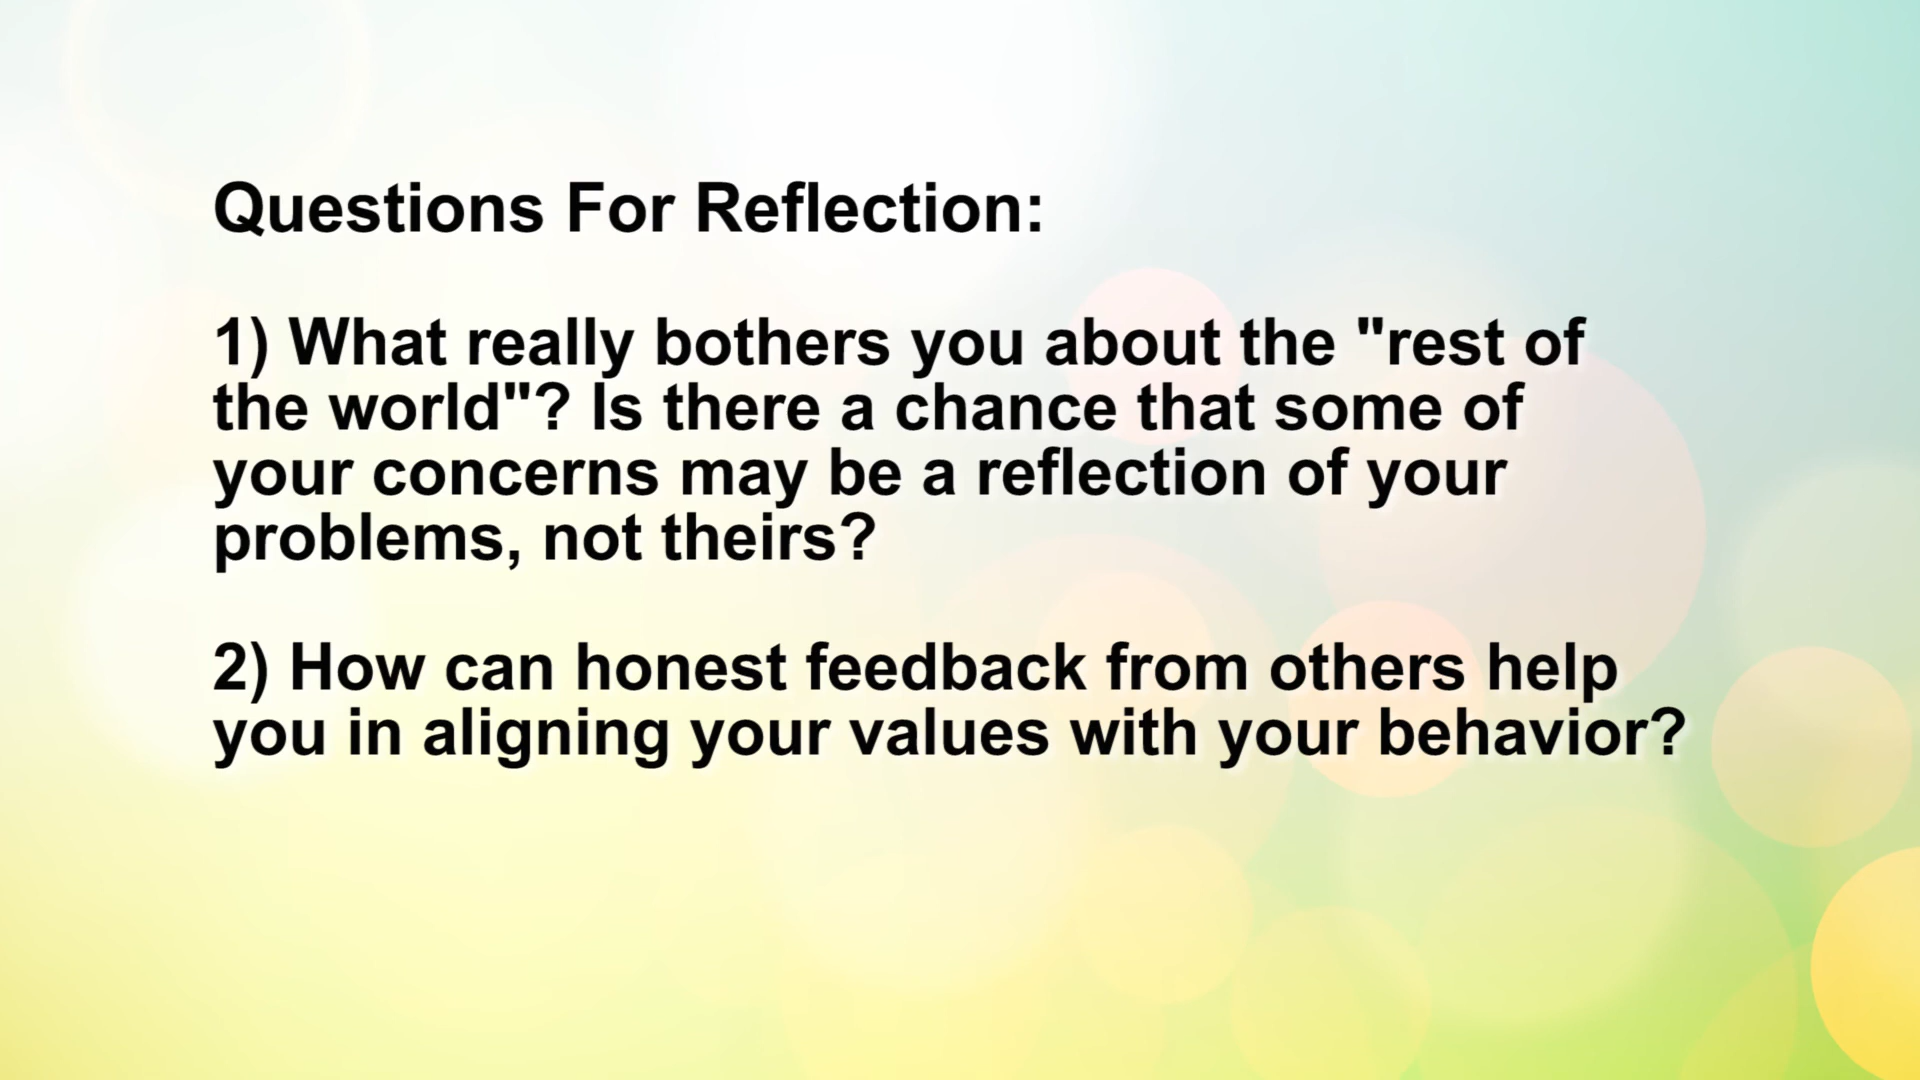 Questions For Reflection:
1) What really bothers you about the "rest of
the world"? Is there a chance that some of
your concerns may be a reflection of your
problems, not theirs?
2) How can honest feedback from others help
you in aligning your values with your behavior?